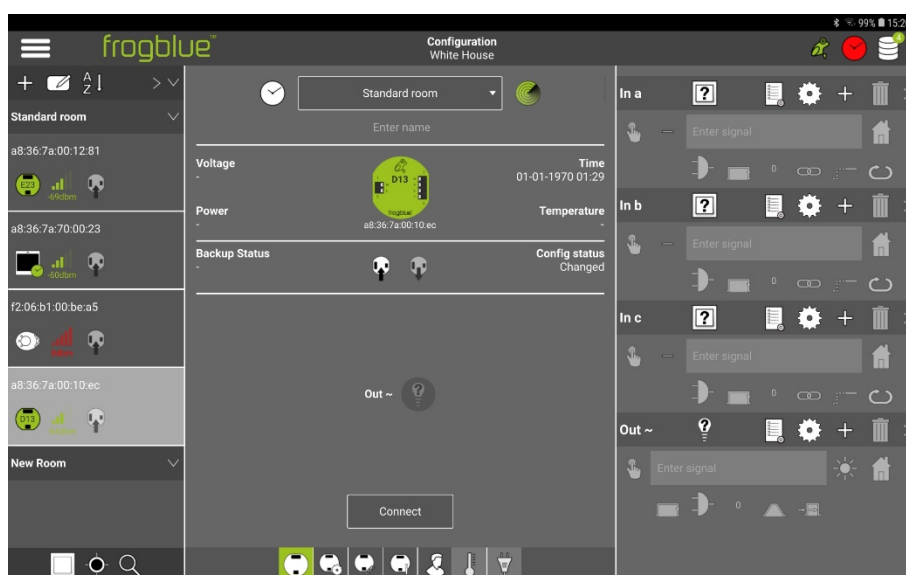 99% 15:2
frogblue™
Configuration
White House
4
A
Z
Standard room
a8:36:7a:00:12:81
E23
-69dbm
a8:36:7a:70:00:23
-60dbm
f2:06:b1:00:be:a5
a8:36:7a:00:10:ec
D13
New Room
Standard room
Enter name
Voltage
-
Time
01-01-1970 01:29
D13
frogblue
a8:36:7a:00:10:ec
Power
-
Temperature
-
Backup Status
-
Config status
Changed
Out ~
Connect
In a
Enter signal
0
In b
Enter signal
0
In c
Enter signal
0
Out ~
Enter signal
0